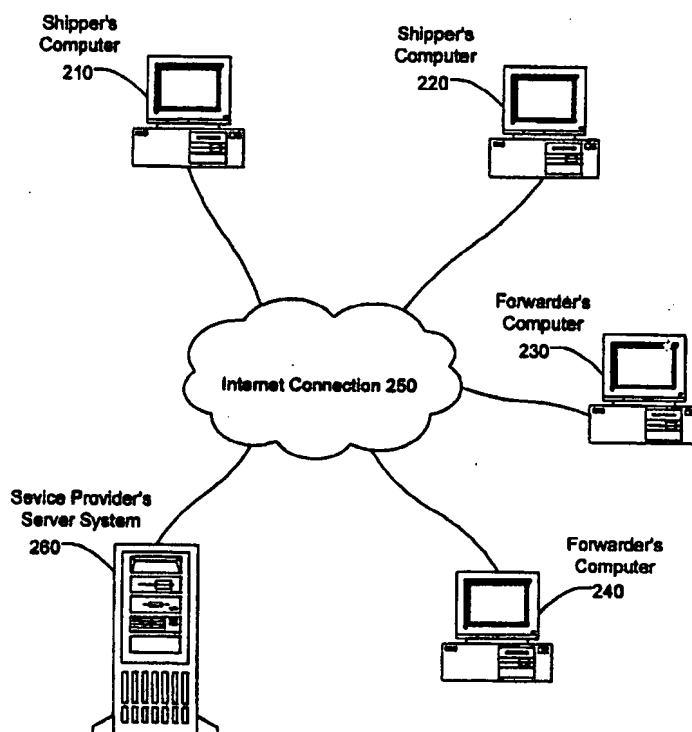 Shipper's
Computer
210
Shipper's
Computer
220
Forwarder's
Computer
230
Internet Connection 250
Sevice Provider's
Server System
260
Forwarder's
Computer
240